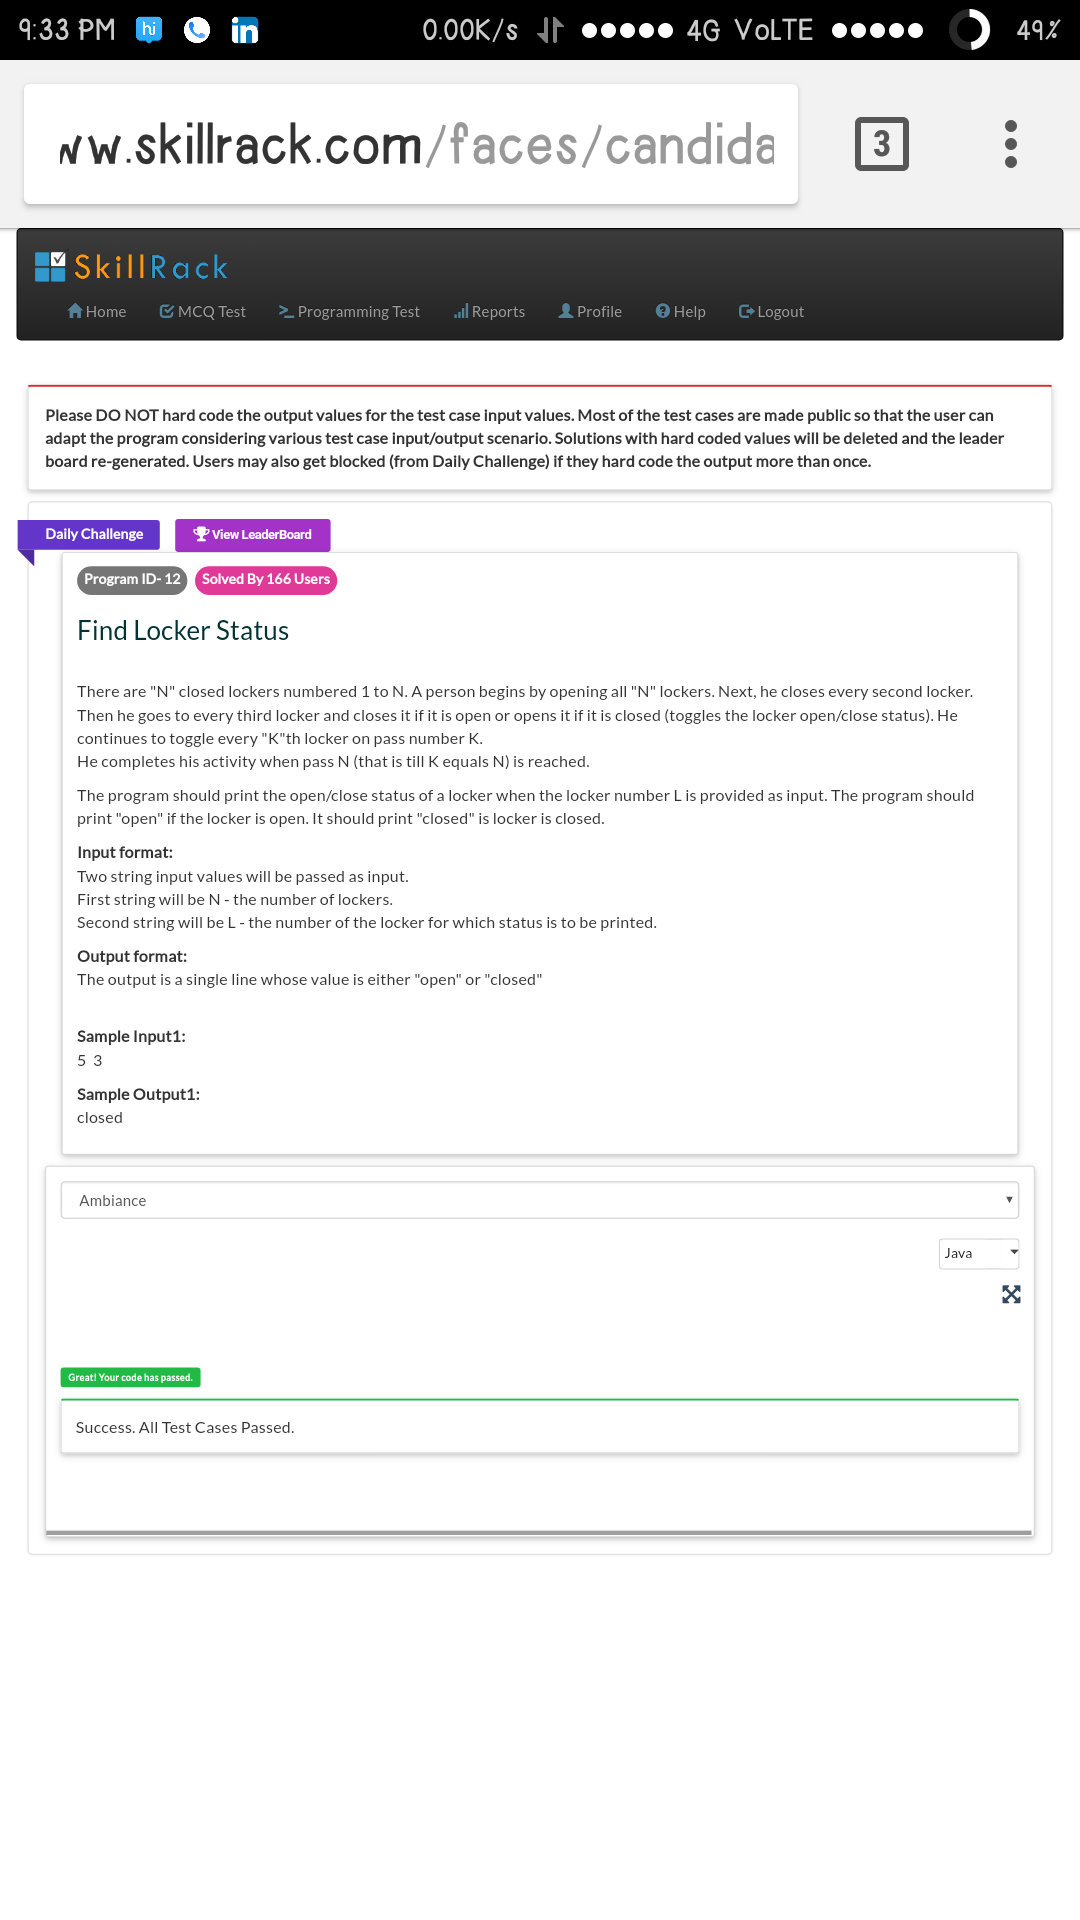 9:33 PM hi in 0.00K/s 4G VoLTE 49%
ww.skillrack.com/faces/candida 3
SkillRack
Home MCQ Test Programming Test Reports Profile Help Logout
Please DO NOT hard code the output values for the test case input values. Most of the test cases are made public so that the user can
adapt the program considering various test case input/output scenario. Solutions with hard coded values will be deleted and the leader
board re-generated. Users may also get blocked (from Daily Challenge) if they hard code the output more than once.
Daily Challenge View LeaderBoard
Program ID- 12 Solved By 166 Users
Find Locker Status
There are "N" closed lockers numbered 1 to N. A person begins by opening all "N" lockers. Next, he closes every second locker.
Then he goes to every third locker and closes it if it is open or opens it if it is closed (toggles the locker open/close status). He
continues to toggle every "K"th locker on pass number K.
He completes his activity when pass N (that is till K equals N) is reached.
The program should print the open/close status of a locker when the locker number L is provided as input. The program should
print "open" if the locker is open. It should print "closed" is locker is closed.
Input format:
Two string input values will be passed as input.
First string will be N - the number of lockers.
Second string will be L - the number of the locker for which status is to be printed.
Output format:
The output is a single line whose value is either "open" or "closed"
Sample Input1:
5 3
Sample Output1:
closed
Ambiance
Java
Great! Your code has passed.
Success. All Test Cases Passed.